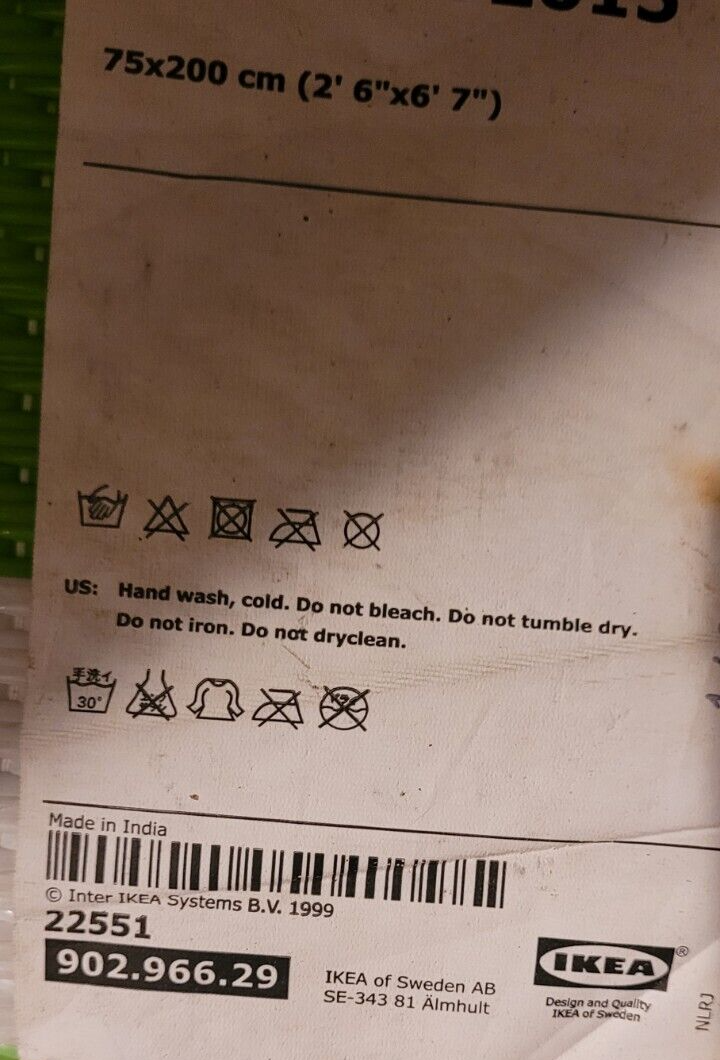 2015
75x200 cm (2' 6"x6' 7")
US: Hand wash, cold. Do not bleach. Do not tumble dry.
Do not iron. Do not dryclean.
手洗イ
30°
Made in India
© Inter IKEA Systems B.V. 1999
22551
902.966.29
IKEA of Sweden AB
SE-343 81 Älmhult
IKEA®
Design and Quality
IKEA of Sweden
NLRJ